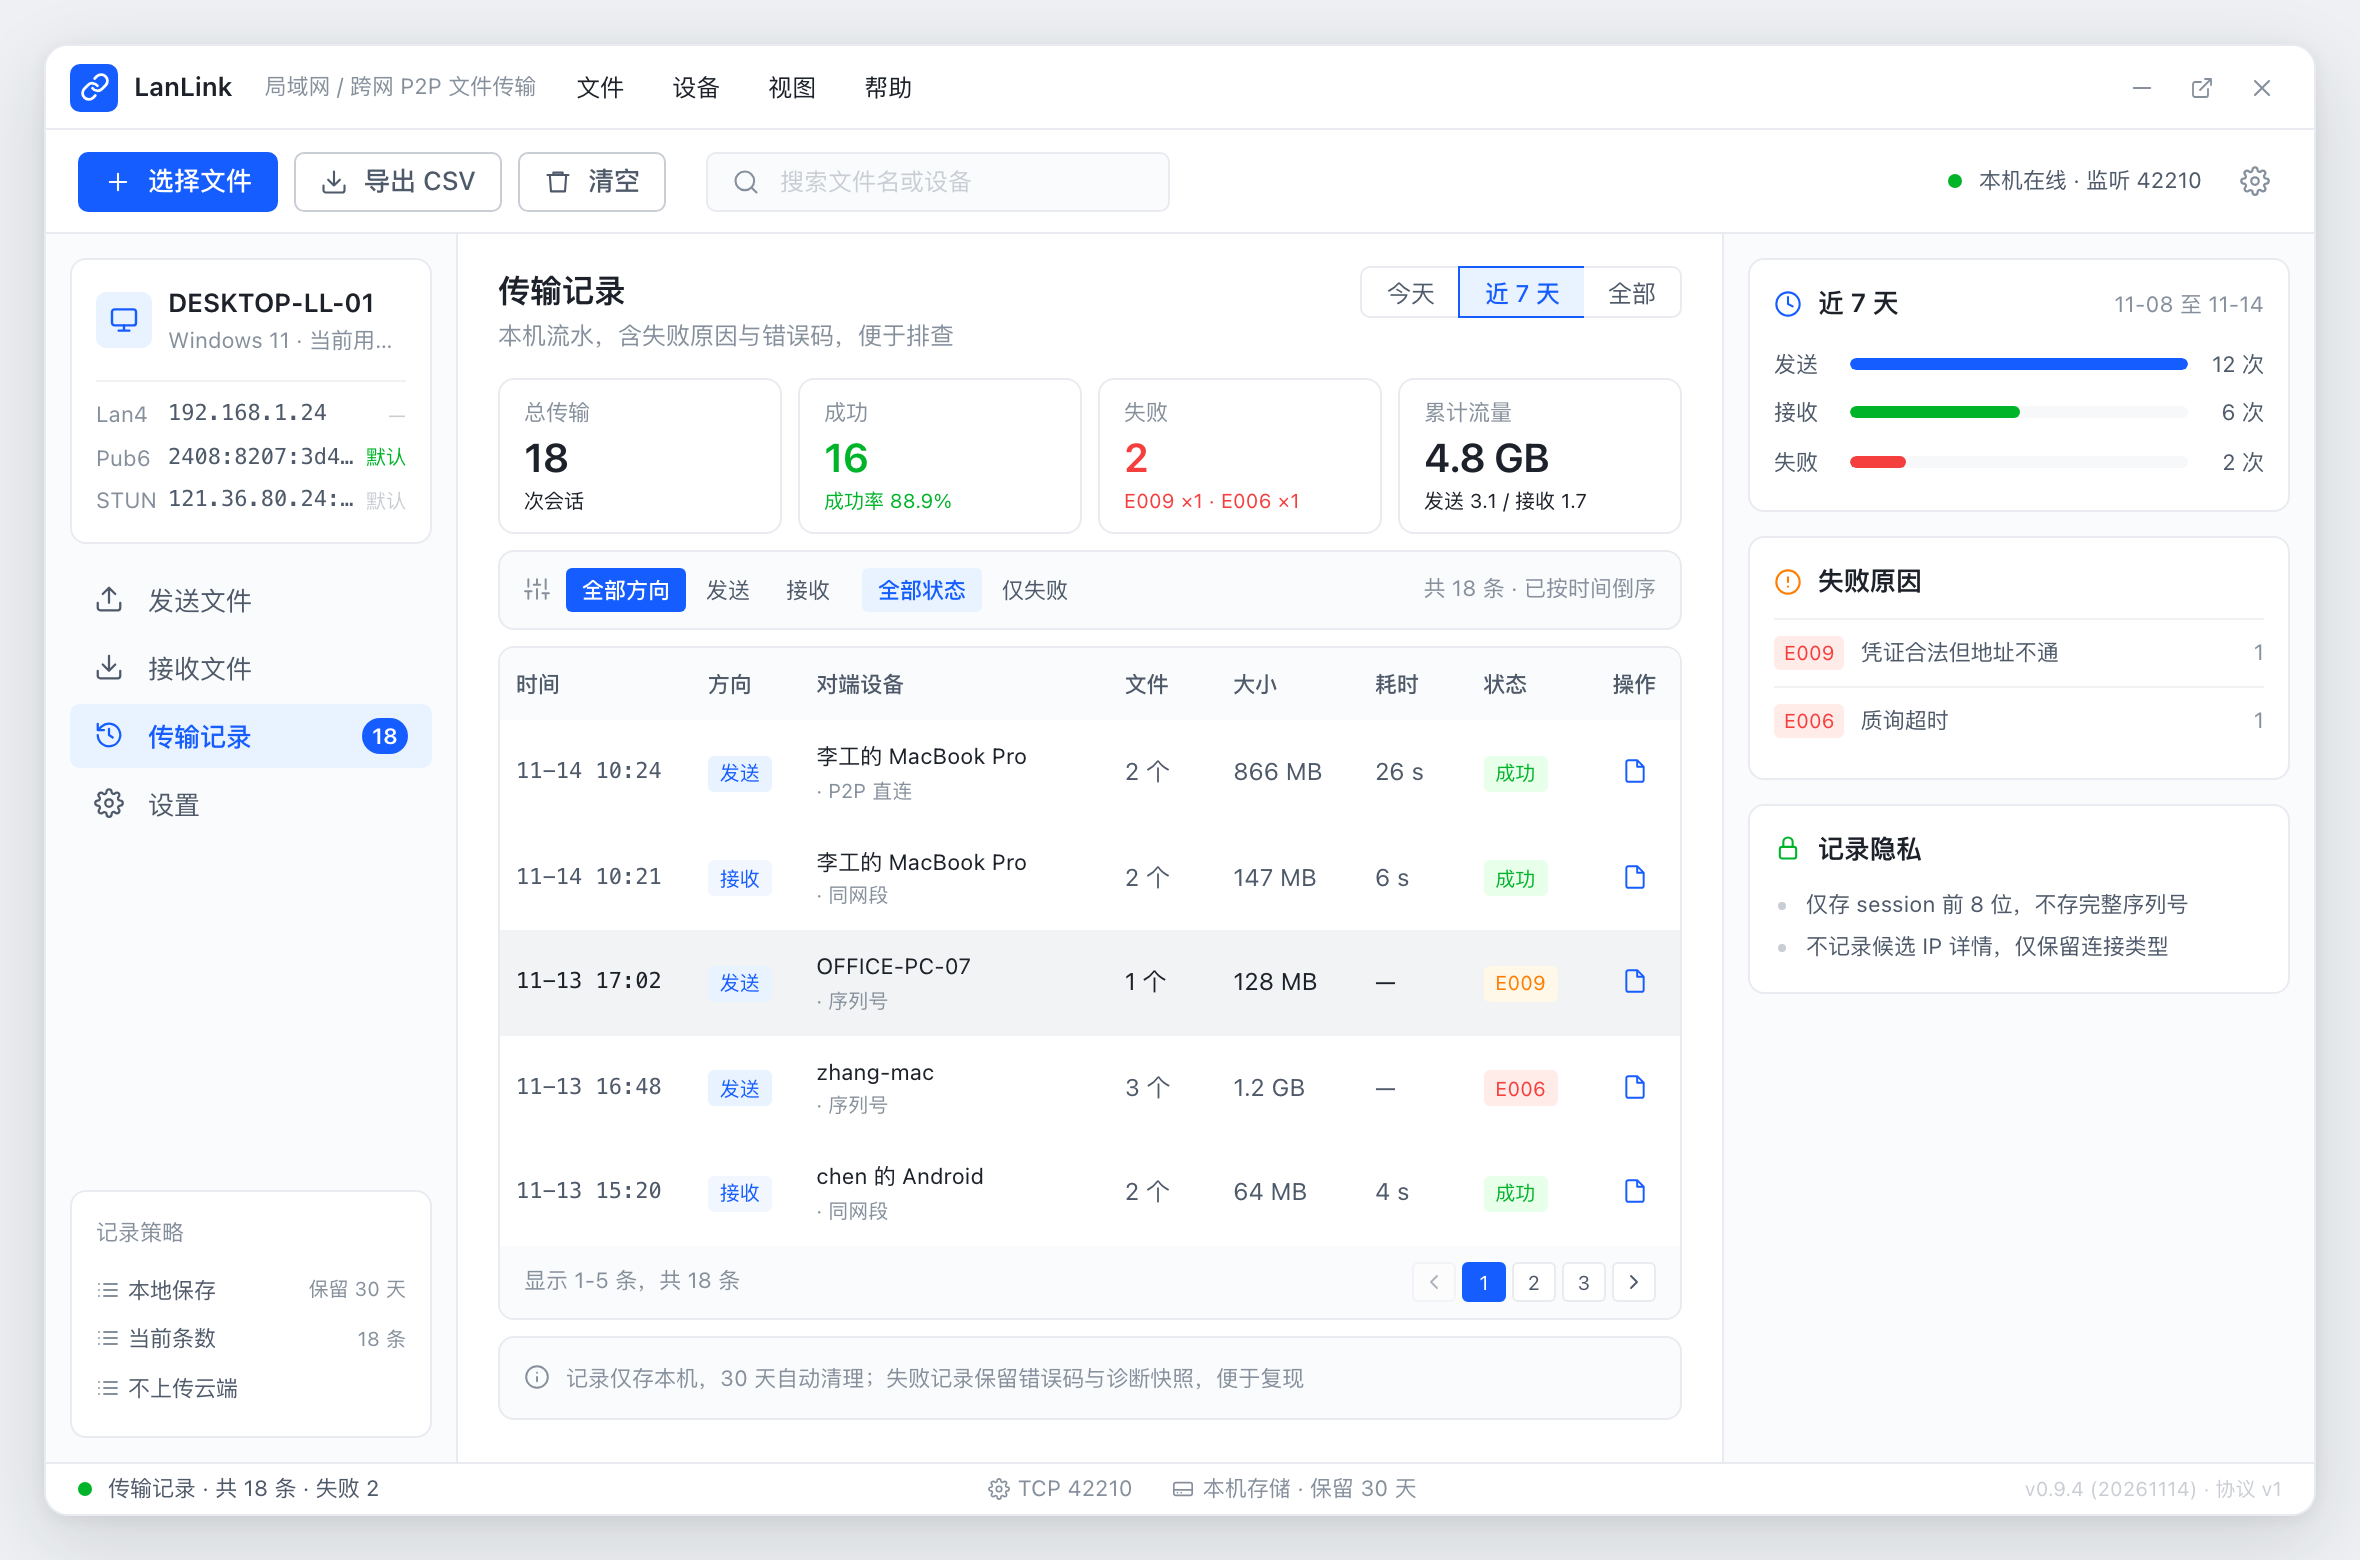 LanLink 局域网 / 跨网 P2P 文件传输 文件 设备 视图 帮助
选择文件 导出 CSV 清空 搜索文件名或设备 本机在线 · 监听 42210
DESKTOP-LL-01
Windows 11 · 当前用...
Lan4 192.168.1.24 —
Pub6 2408:8207:3d4… 默认
STUN 121.36.80.24:… 默认
发送文件
接收文件
传输记录 18
设置
记录策略
本地保存 保留 30 天
当前条数 18 条
不上传云端
传输记录
本机流水，含失败原因与错误码，便于排查
今天 近 7 天 全部
总传输
18
次会话
成功
16
成功率 88.9%
失败
2
E009 ×1 · E006 ×1
累计流量
4.8 GB
发送 3.1 / 接收 1.7
全部方向 发送 接收 全部状态 仅失败 共 18 条 · 已按时间倒序
时间 方向 对端设备 文件 大小 耗时 状态 操作
11-14 10:24 发送 李工的 MacBook Pro 2 个 866 MB 26 s 成功
· P2P 直连
11-14 10:21 接收 李工的 MacBook Pro 2 个 147 MB 6 s 成功
· 同网段
11-13 17:02 发送 OFFICE-PC-07 1 个 128 MB — E009
· 序列号
11-13 16:48 发送 zhang-mac 3 个 1.2 GB — E006
· 序列号
11-13 15:20 接收 chen 的 Android 2 个 64 MB 4 s 成功
· 同网段
显示 1-5 条，共 18 条 1 2 3
记录仅存本机，30 天自动清理；失败记录保留错误码与诊断快照，便于复现
近 7 天 11-08 至 11-14
发送 12 次
接收 6 次
失败 2 次
失败原因
E009 凭证合法但地址不通 1
E006 质询超时 1
记录隐私
仅存 session 前 8 位，不存完整序列号
不记录候选 IP 详情，仅保留连接类型
传输记录 · 共 18 条 · 失败 2 TCP 42210 本机存储 · 保留 30 天 v0.9.4 (20261114) · 协议 v1